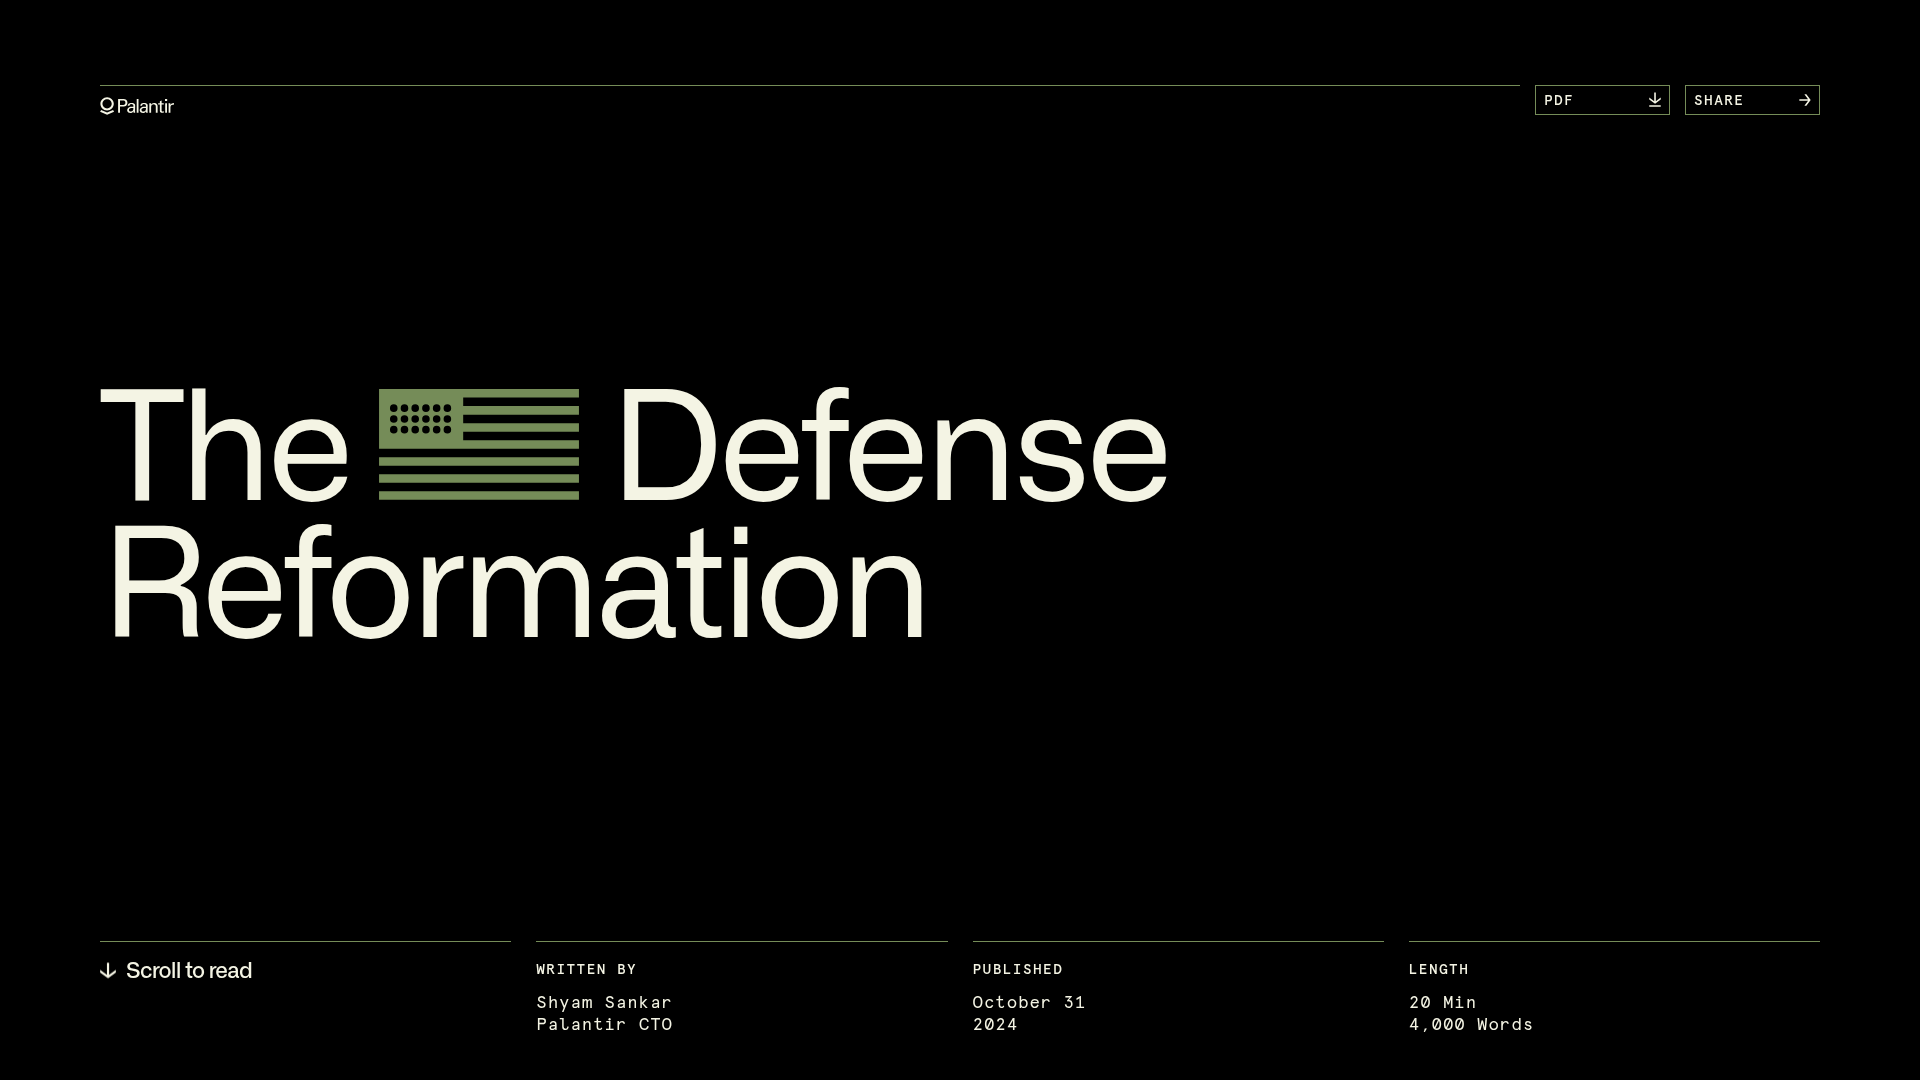 Palantir
PDF
SHARE
The Defense
Reformation
Scroll to read
WRITTEN BY
Shyam Sankar
Palantir CTO
PUBLISHED
October 31
2024
LENGTH
20 Min
4,000 Words